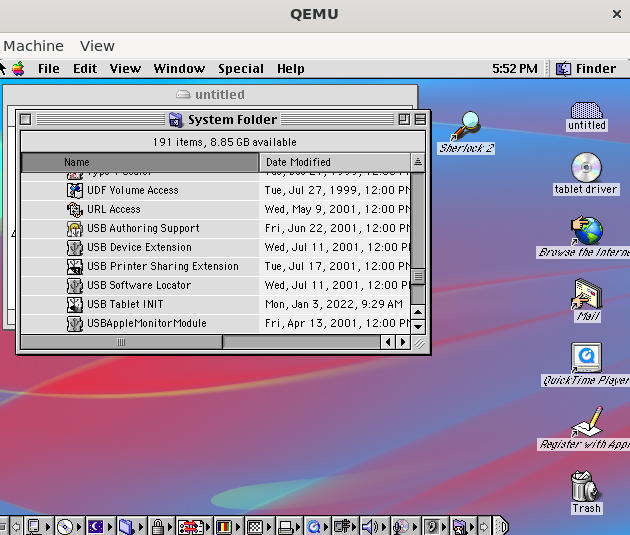 QEMU
Machine View
File Edit View Window Special Help 5:52 PM Finder
untitled
System Folder
191 items, 8.85 GB available
Name Date Modified
UDF Volume Access Tue, Jul 27, 1999, 12:00 PM
URL Access Wed, May 9, 2001, 12:00 PM
USB Authoring Support Fri, Jun 22, 2001, 12:00 PM
USB Device Extension Wed, Jul 11, 2001, 12:00 PM
USB Printer Sharing Extension Tue, Jul 17, 2001, 12:00 PM
USB Software Locator Wed, Jul 11, 2001, 12:00 PM
USB Tablet INIT Mon, Jan 3, 2022, 9:29 AM
USBAppleMonitorModule Fri, Apr 13, 2001, 12:00 PM
Sherlock 2
untitled
tablet driver
Browse the Interne
Mail
QuickTime Player
Register with Appl
Trash